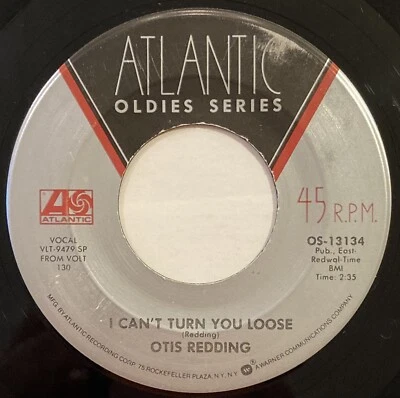 ATLANTIC
OLDIES SERIES
ATLANTIC
45 R.P.M.
VOCAL
VLT-9479 SP
FROM VOLT
130
OS-13134
Pub., East-
Redwal-Time
BMI
Time: 2:35
I CAN'T TURN YOU LOOSE
(Redding)
OTIS REDDING
MFG. BY ATLANTIC RECORDING CORP. 75 ROCKEFELLER PLAZA, N.Y., N.Y. A WARNER COMMUNICATIONS CO.